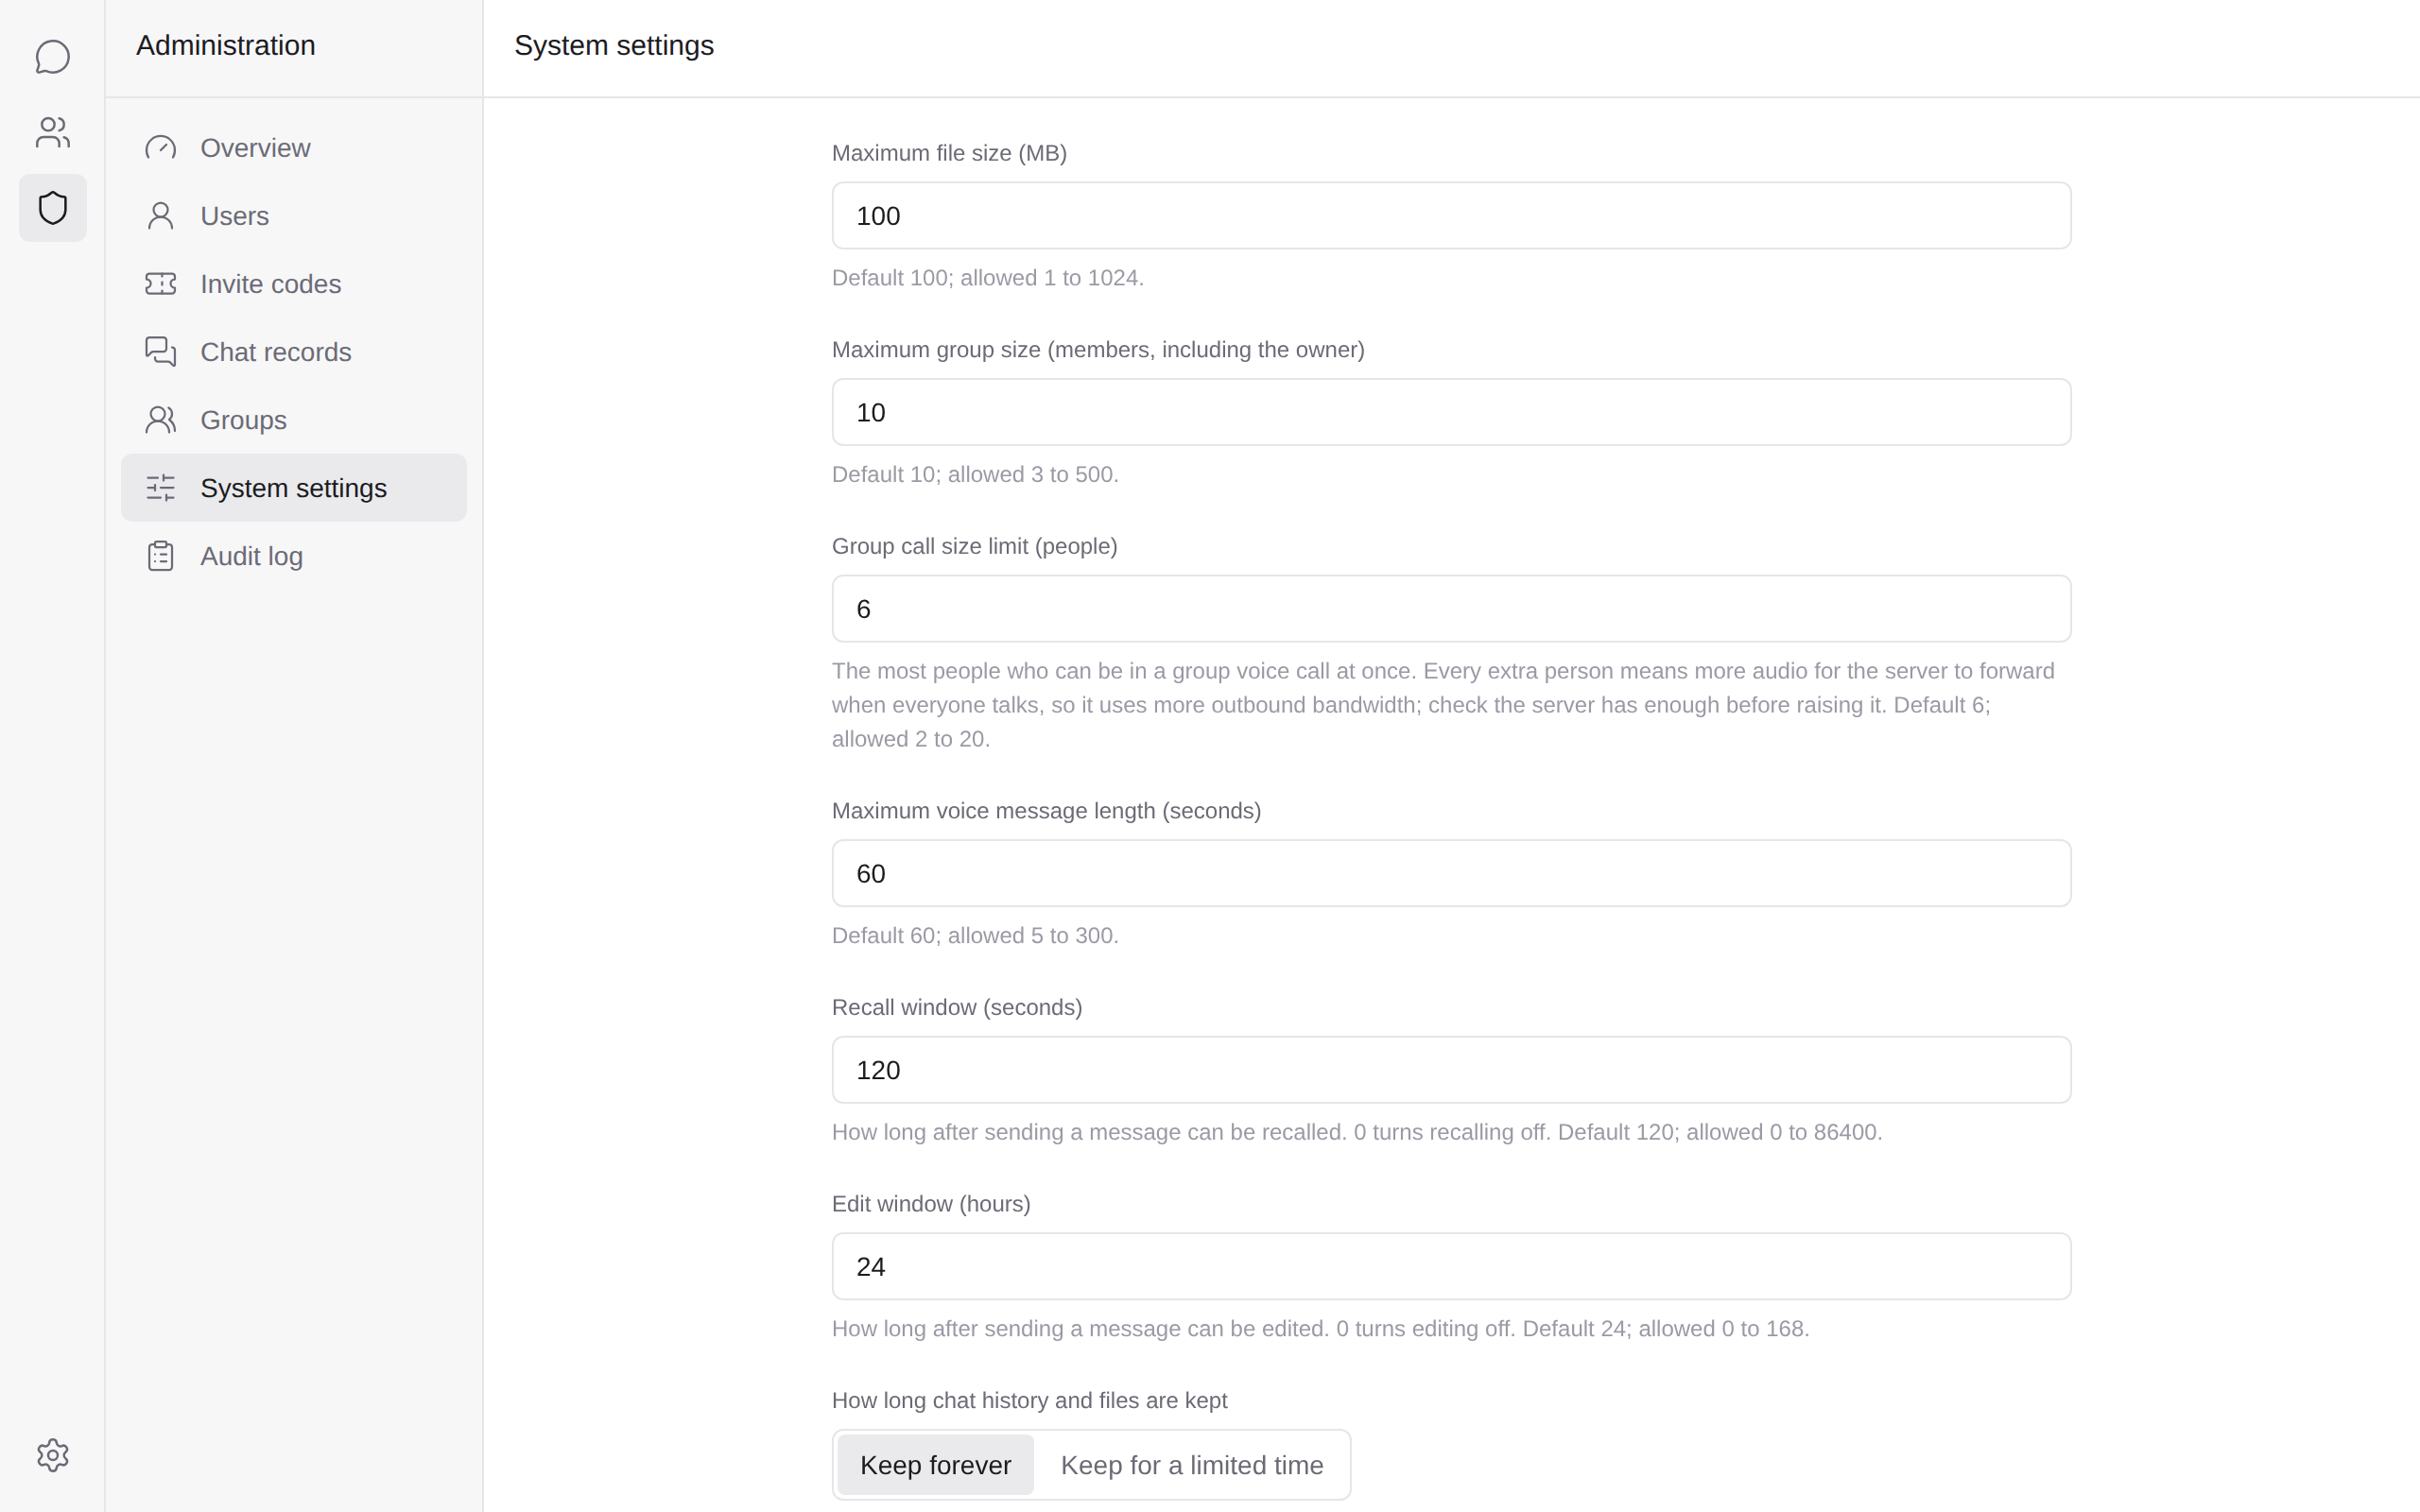 Administration
System settings
Overview
Users
Invite codes
Chat records
Groups
System settings
Audit log
Maximum file size (MB)
100
Default 100; allowed 1 to 1024.
Maximum group size (members, including the owner)
10
Default 10; allowed 3 to 500.
Group call size limit (people)
6
The most people who can be in a group voice call at once. Every extra person means more audio for the server to forward
when everyone talks, so it uses more outbound bandwidth; check the server has enough before raising it. Default 6;
allowed 2 to 20.
Maximum voice message length (seconds)
60
Default 60; allowed 5 to 300.
Recall window (seconds)
120
How long after sending a message can be recalled. 0 turns recalling off. Default 120; allowed 0 to 86400.
Edit window (hours)
24
How long after sending a message can be edited. 0 turns editing off. Default 24; allowed 0 to 168.
How long chat history and files are kept
Keep forever
Keep for a limited time